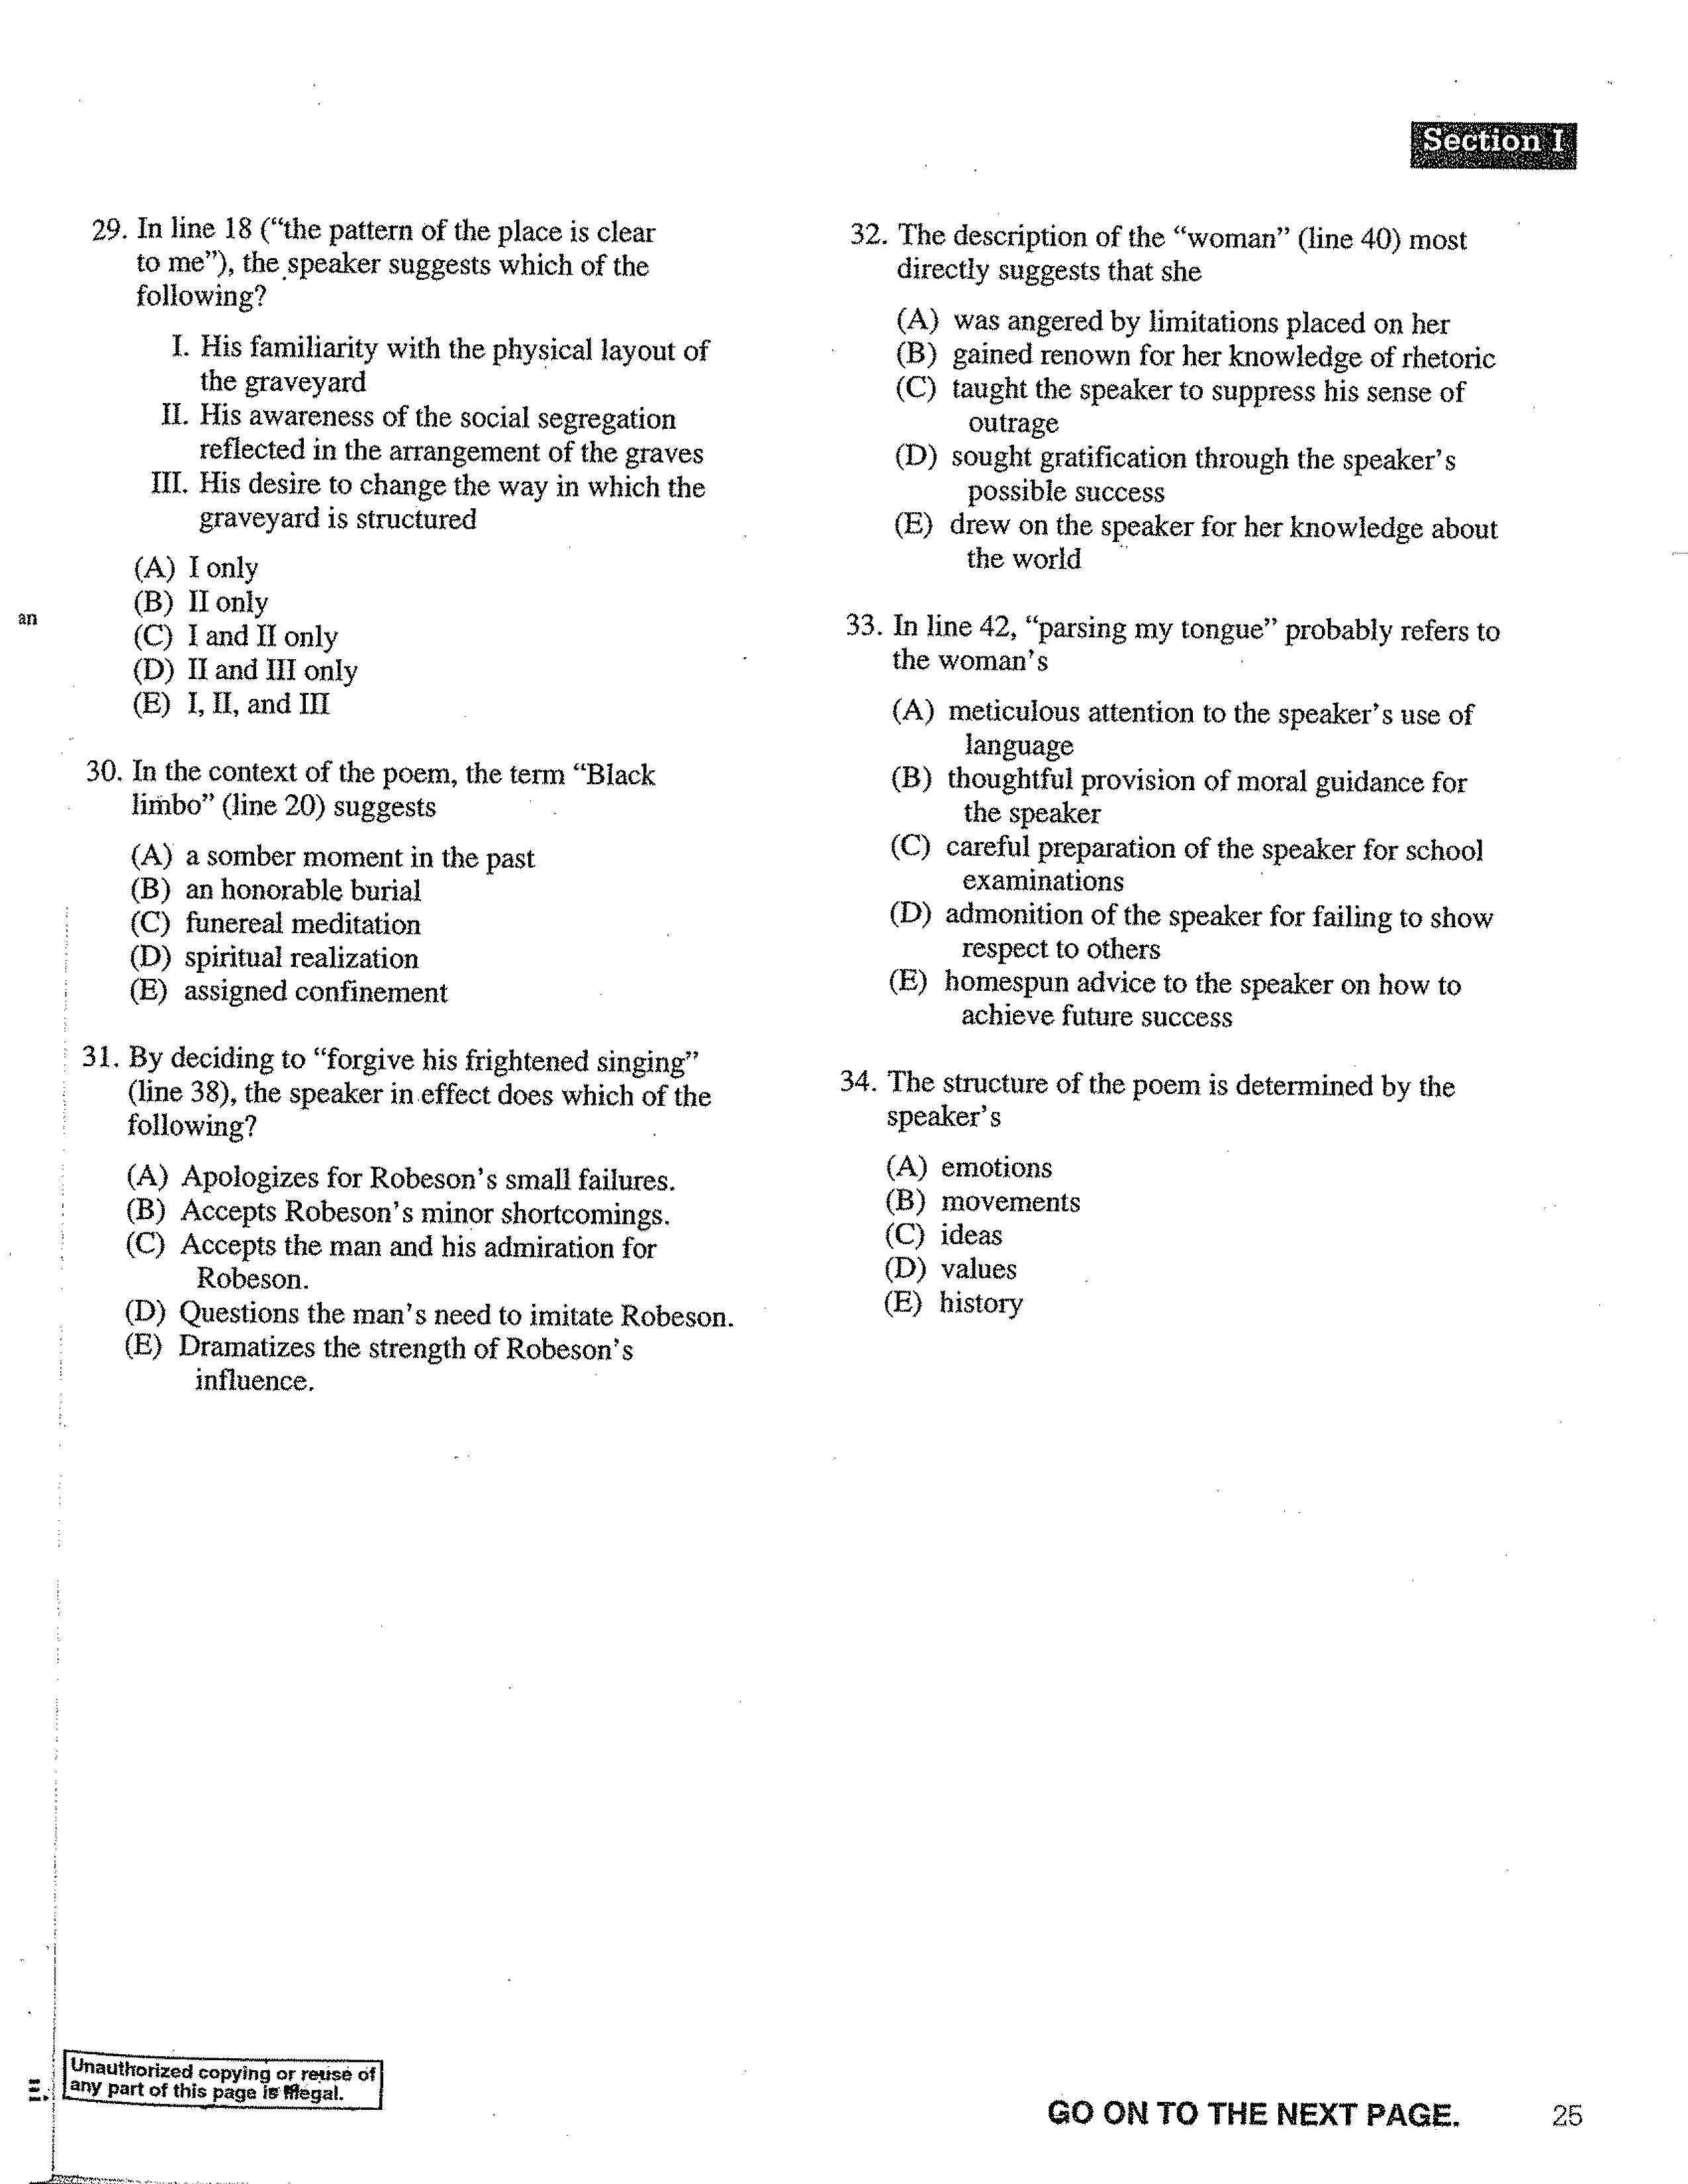 Section I
29. In line 18 (“the pattern of the place is clear
to me”), the speaker suggests which of the
following?
I. His familiarity with the physical layout of
the graveyard
II. His awareness of the social segregation
reflected in the arrangement of the graves
III. His desire to change the way in which the
graveyard is structured
(A) I only
(B) II only
(C) I and II only
(D) II and III only
(E) I, II, and III
an
30. In the context of the poem, the term “Black
limbo” (line 20) suggests
(A) a somber moment in the past
(B) an honorable burial
(C) funereal meditation
(D) spiritual realization
(E) assigned confinement
31. By deciding to “forgive his frightened singing”
(line 38), the speaker in effect does which of the
following?
(A) Apologizes for Robeson’s small failures.
(B) Accepts Robeson’s minor shortcomings.
(C) Accepts the man and his admiration for
Robeson.
(D) Questions the man’s need to imitate Robeson.
(E) Dramatizes the strength of Robeson’s
influence.
32. The description of the “woman” (line 40) most
directly suggests that she
(A) was angered by limitations placed on her
(B) gained renown for her knowledge of rhetoric
(C) taught the speaker to suppress his sense of
outrage
(D) sought gratification through the speaker’s
possible success
(E) drew on the speaker for her knowledge about
the world
33. In line 42, “parsing my tongue” probably refers to
the woman’s
(A) meticulous attention to the speaker’s use of
language
(B) thoughtful provision of moral guidance for
the speaker
(C) careful preparation of the speaker for school
examinations
(D) admonition of the speaker for failing to show
respect to others
(E) homespun advice to the speaker on how to
achieve future success
34. The structure of the poem is determined by the
speaker’s
(A) emotions
(B) movements
(C) ideas
(D) values
(E) history
Unauthorized copying or reuse of
any part of this page is illegal.
GO ON TO THE NEXT PAGE.
25